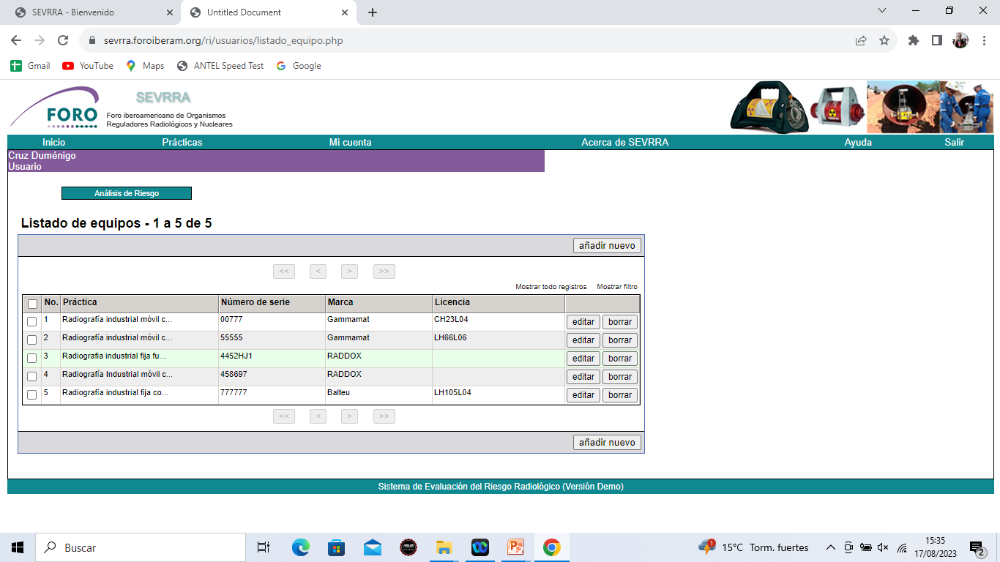 SEVRRA - Bienvenido
Untitled Document
sevrra.foroiberam.org/ri/usuarios/listado_equipo.php
Gmail YouTube Maps ANTEL Speed Test Google
FORO
SEVRRA
Foro iberoamericano de Organismos
Reguladores Radiológicos y Nucleares
Inicio Prácticas Mi cuenta Acerca de SEVRRA Ayuda Salir
Cruz Duménigo
Usuario
Análisis de Riesgo
Listado de equipos - 1 a 5 de 5
añadir nuevo
<< < > >>
Mostrar todo registros Mostrar filtro
No. Práctica Número de serie Marca Licencia
1 Radiografía industrial móvil c... 00777 Gammamat CH23L04 editar borrar
2 Radiografía industrial móvil c... 55555 Gammamat LH66L06 editar borrar
3 Radiografia industrial fija fu... 4452HJ1 RADDOX editar borrar
4 Radiografía Industrial móvil c... 458697 RADDOX editar borrar
5 Radiografía industrial fija co... 777777 Balteu LH105L04 editar borrar
<< < > >>
añadir nuevo
Sistema de Evaluación del Riesgo Radiológico (Versión Demo)
Buscar
1
15°C Torm. fuertes
15:35
17/08/2023
2